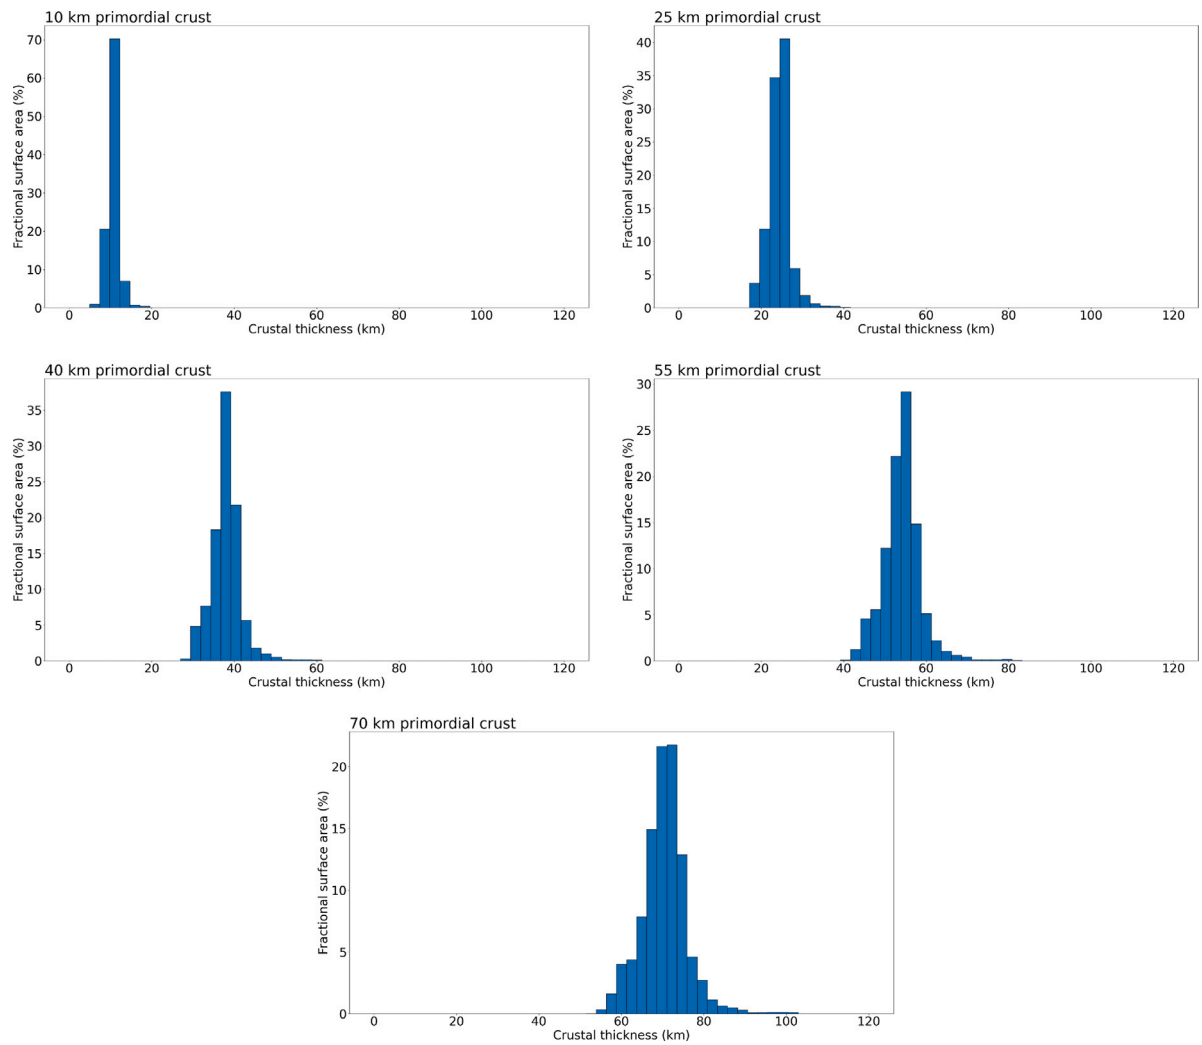 10 km primordial crust
Fractional surface area (%)
70
60
50
40
30
20
10
0
0 20 40 60 80 100 120
Crustal thickness (km)
25 km primordial crust
Fractional surface area (%)
40
35
30
25
20
15
10
5
0
0 20 40 60 80 100 120
Crustal thickness (km)
40 km primordial crust
Fractional surface area (%)
35
30
25
20
15
10
5
0
0 20 40 60 80 100 120
Crustal thickness (km)
55 km primordial crust
Fractional surface area (%)
30
25
20
15
10
5
0
0 20 40 60 80 100 120
Crustal thickness (km)
70 km primordial crust
Fractional surface area (%)
20
15
10
5
0
0 20 40 60 80 100 120
Crustal thickness (km)